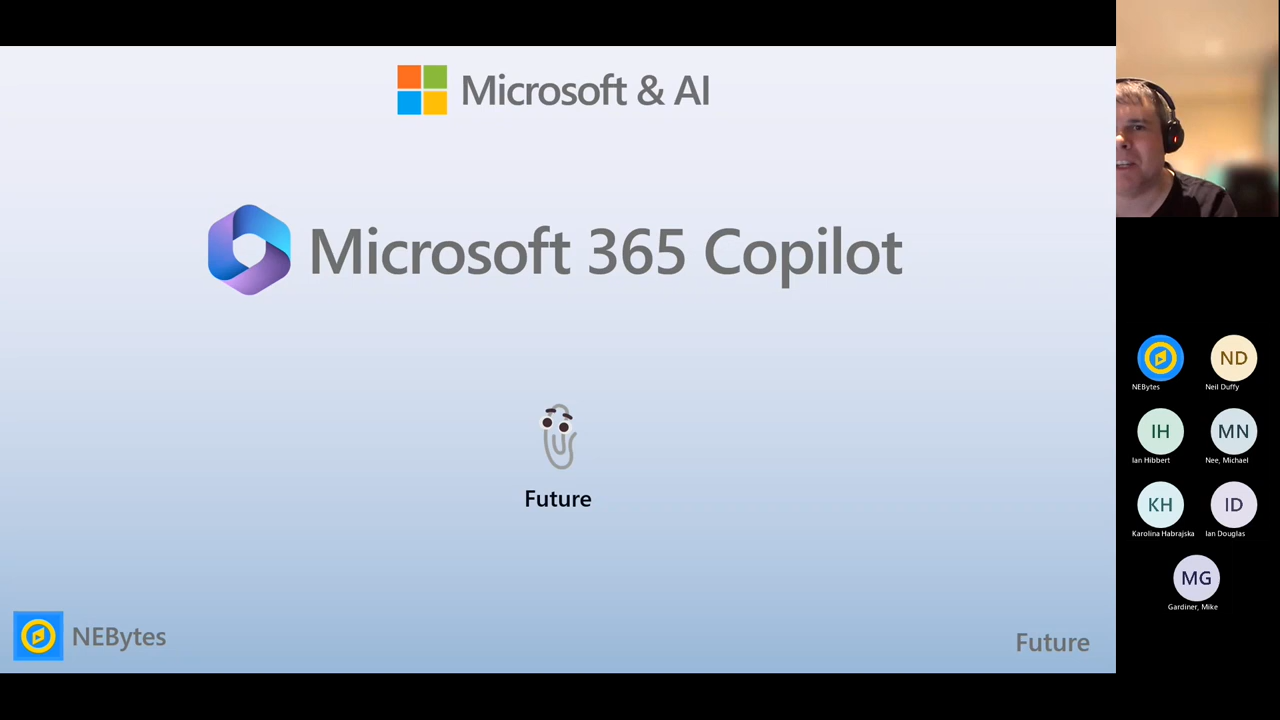 Microsoft & AI
Microsoft 365 Copilot
Future
NEBytes
Future
NEBytes
ND
Neil Duffy
IH
Ian Hibbert
MN
Nee, Michael
KH
Karolina Habrajska
ID
Ian Douglas
MG
Gardiner, Mike